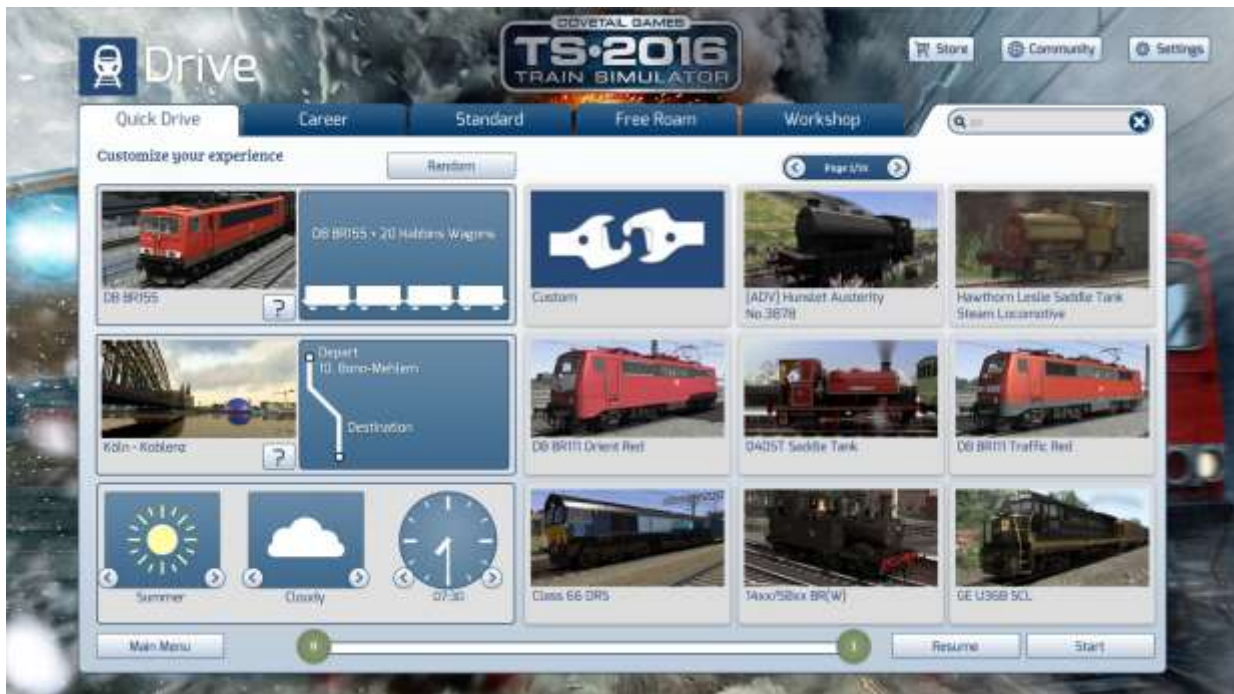 Drive
DOVETAIL GAMES
TS•2016
TRAIN SIMULATOR
Store
Community
Settings
Quick Drive
Career
Standard
Free Roam
Workshop
Customize your experience
Random
DB BR155
?
DB BR155 + 20 Habbins Wagons
Köln - Koblenz
?
Depart
10. Bonn-Mehlem
Destination
Summer
Cloudy
07:30
Custom
[ADV] Hunslet Austerity
No.3878
Hawthorn Leslie Saddle Tank
Steam Locomotive
DB BR111 Orient Red
0405T Saddle Tank
DB BR111 Traffic Red
Class 66 DRS
14xx/58xx BR(W)
GE U36B SCL
Main Menu
Resume
Start